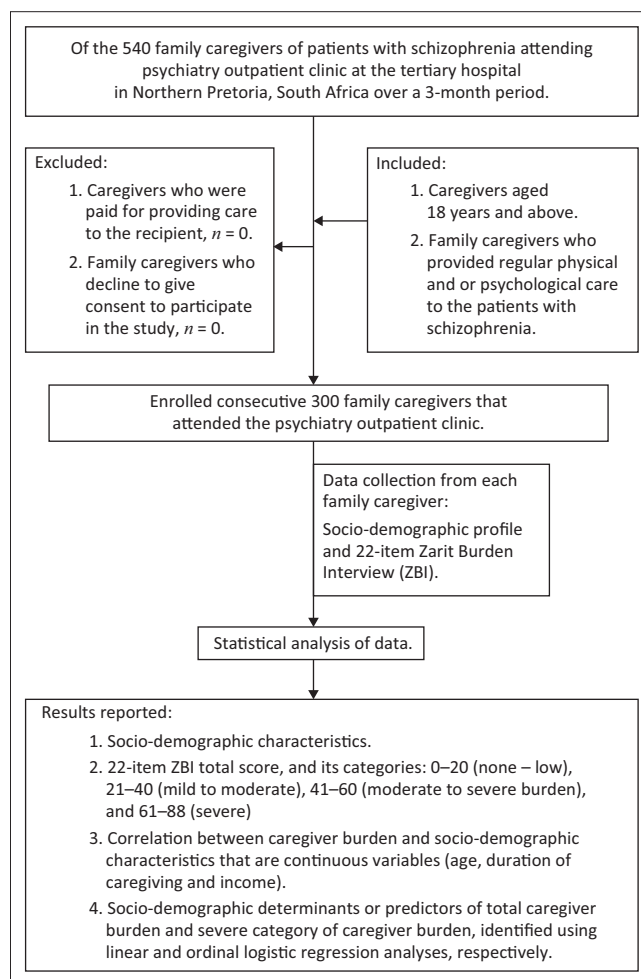 Of the 540 family caregivers of patients with schizophrenia attending
psychiatry outpatient clinic at the tertiary hospital
in Northern Pretoria, South Africa over a 3-month period.
Excluded:
1. Caregivers who were
paid for providing care
to the recipient, n = 0.
2. Family caregivers who
decline to give
consent to participate
in the study, n = 0.
Included:
1. Caregivers aged
18 years and above.
2. Family caregivers who
provided regular physical
and or psychological care
to the patients with
schizophrenia.
Enrolled consecutive 300 family caregivers that
attended the psychiatry outpatient clinic.
Data collection from each
family caregiver:
Socio-demographic profile
and 22-item Zarit Burden
Interview (ZBI).
Statistical analysis of data.
Results reported:
1. Socio-demographic characteristics.
2. 22-item ZBI total score, and its categories: 0–20 (none – low),
21–40 (mild to moderate), 41–60 (moderate to severe burden),
and 61–88 (severe)
3. Correlation between caregiver burden and socio-demographic
characteristics that are continuous variables (age, duration of
caregiving and income).
4. Socio-demographic determinants or predictors of total caregiver
burden and severe category of caregiver burden, identified using
linear and ordinal logistic regression analyses, respectively.